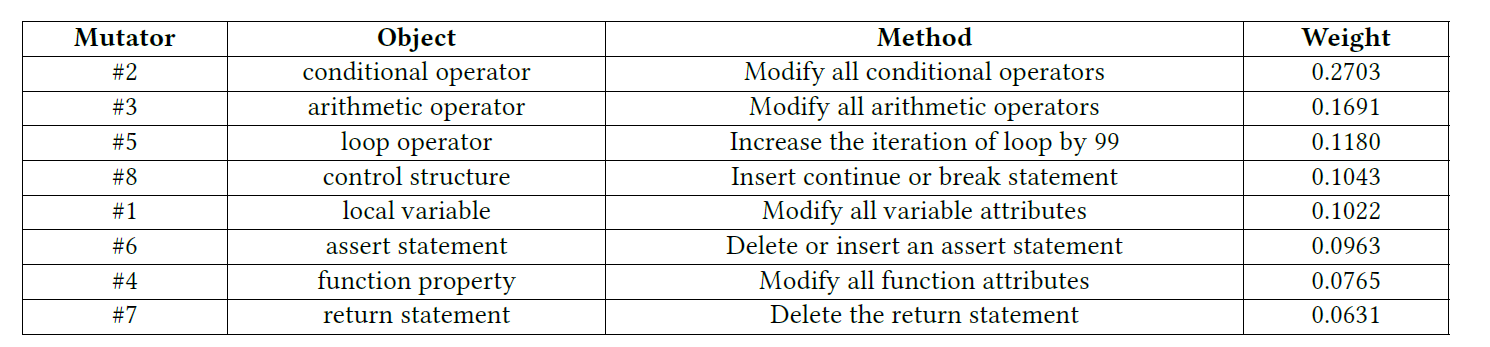 Mutator Object Method Weight
#2 conditional operator Modify all conditional operators 0.2703
#3 arithmetic operator Modify all arithmetic operators 0.1691
#5 loop operator Increase the iteration of loop by 99 0.1180
#8 control structure Insert continue or break statement 0.1043
#1 local variable Modify all variable attributes 0.1022
#6 assert statement Delete or insert an assert statement 0.0963
#4 function property Modify all function attributes 0.0765
#7 return statement Delete the return statement 0.0631